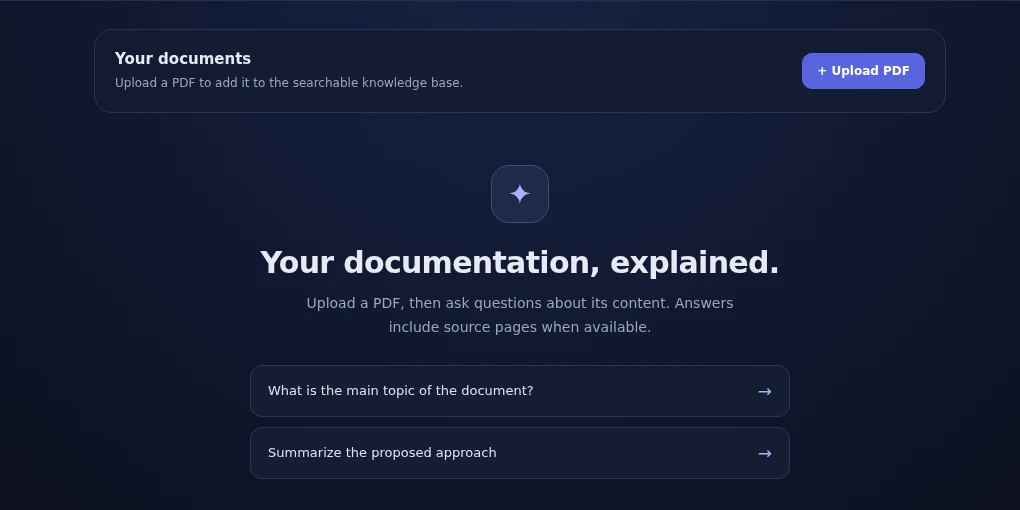 Your documents
Upload a PDF to add it to the searchable knowledge base.
+ Upload PDF
Your documentation, explained.
Upload a PDF, then ask questions about its content. Answers
include source pages when available.
What is the main topic of the document? →
Summarize the proposed approach →